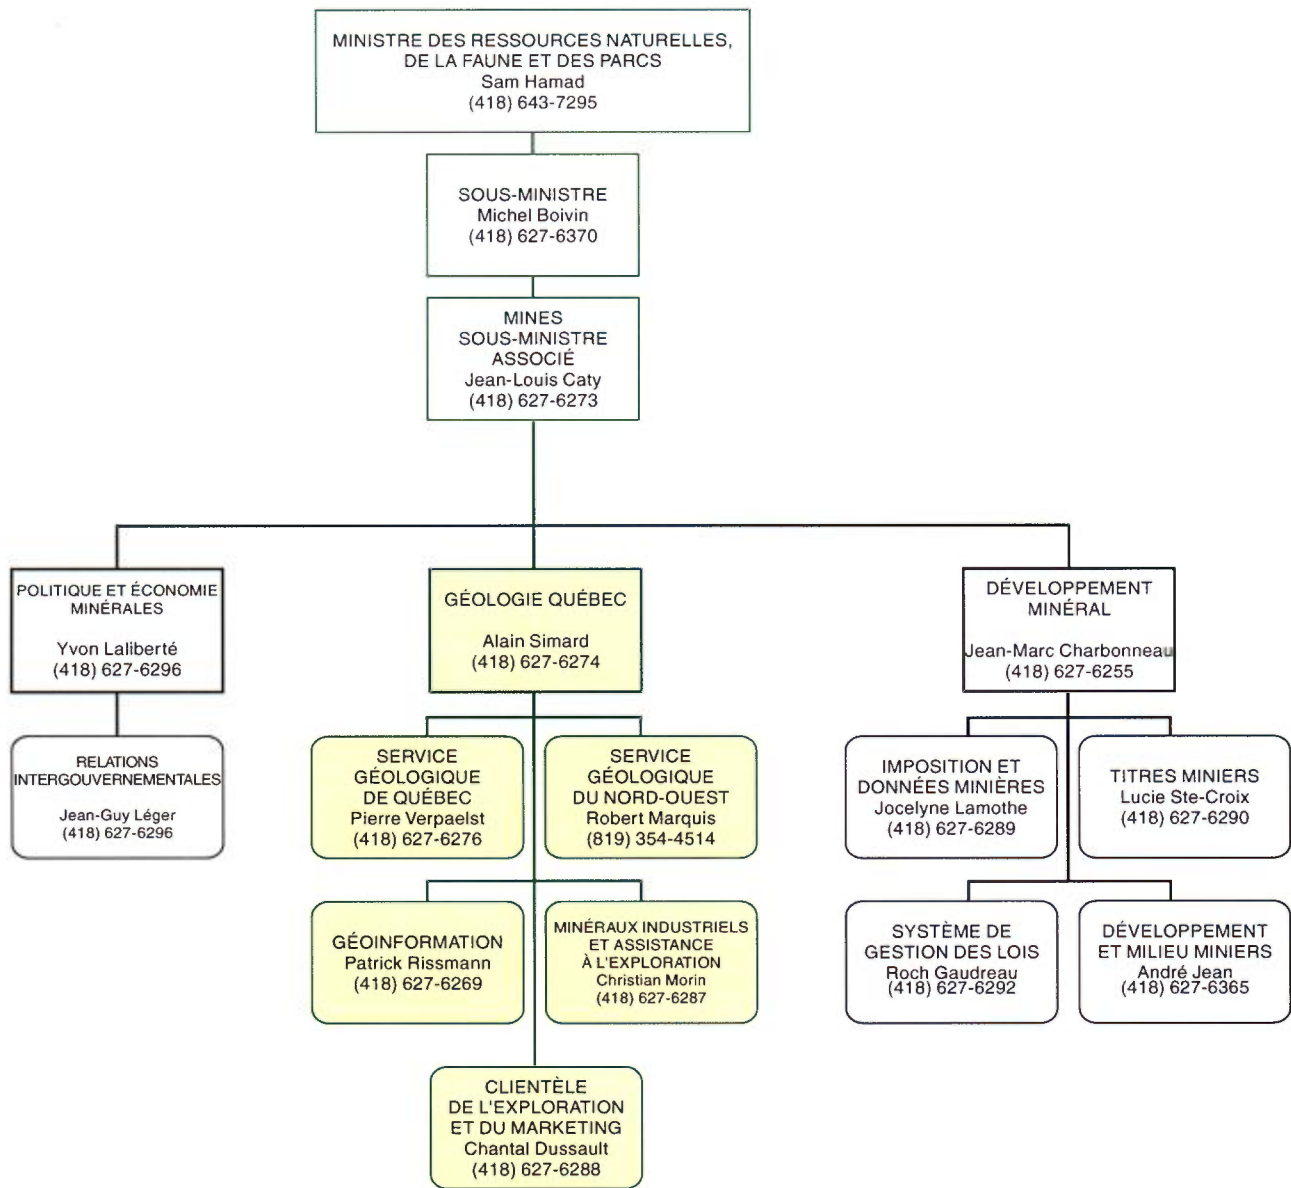 MINISTRE DES RESSOURCES NATURELLES,
DE LA FAUNE ET DES PARCS
Sam Hamad
(418) 643-7295
SOUS-MINISTRE
Michel Boivin
(418) 627-6370
MINES
SOUS-MINISTRE
ASSOCIÉ
Jean-Louis Caty
(418) 627-6273
POLITIQUE ET ÉCONOMIE
MINÉRALES
Yvon Laliberté
(418) 627-6296
RELATIONS
INTERGOUVERNEMENTALES
Jean-Guy Léger
(418) 627-6296
GÉOLOGIE QUÉBEC
Alain Simard
(418) 627-6274
SERVICE
GÉOLOGIQUE
DE QUÉBEC
Pierre Verpaelst
(418) 627-6276
SERVICE
GÉOLOGIQUE
DU NORD-OUEST
Robert Marquis
(819) 354-4514
GÉOINFORMATION
Patrick Rissmann
(418) 627-6269
MINÉRAUX INDUSTRIELS
ET ASSISTANCE
À L'EXPLORATION
Christian Morin
(418) 627-6287
CLIENTÈLE
DE L'EXPLORATION
ET DU MARKETING
Chantal Dussault
(418) 627-6288
DÉVELOPPEMENT
MINÉRAL
Jean-Marc Charbonneau
(418) 627-6255
IMPOSITION ET
DONNÉES MINIÈRES
Jocelyne Lamothe
(418) 627-6289
TITRES MINIERS
Lucie Ste-Croix
(418) 627-6290
SYSTÈME DE
GESTION DES LOIS
Roch Gaudreau
(418) 627-6292
DÉVELOPPEMENT
ET MILIEU MINIERS
André Jean
(418) 627-6365